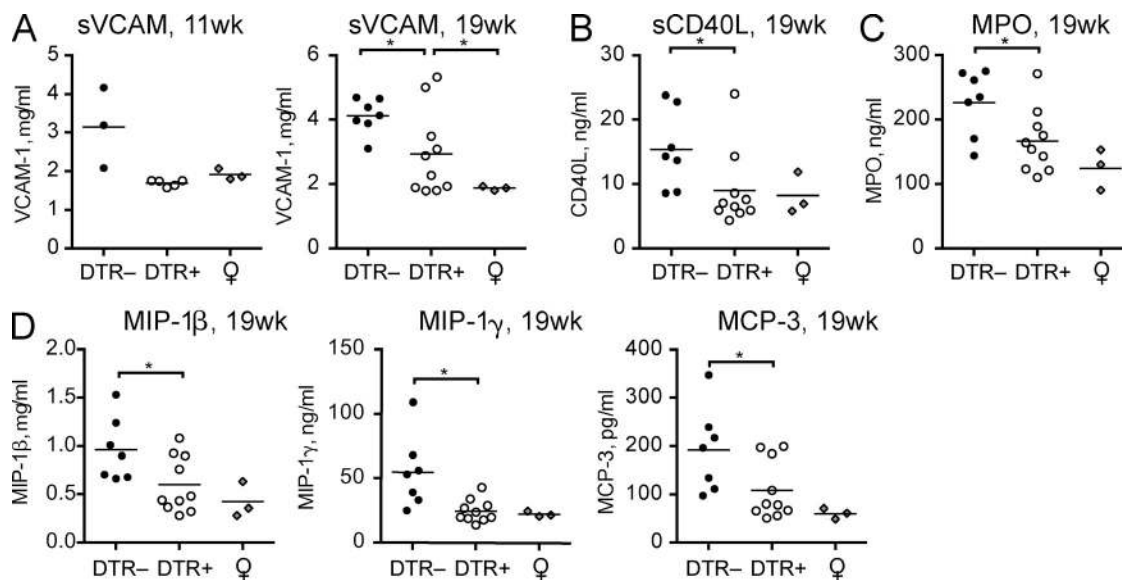 A
sVCAM, 11wk
sVCAM, 19wk
B
sCD40L, 19wk
C
MPO, 19wk
VCAM-1, mg/ml
5
4
3
2
1
0
DTR– DTR+ ♀
VCAM-1, mg/ml
6
4
2
0
* *
DTR– DTR+ ♀
CD40L, ng/ml
30
20
10
0
*
DTR– DTR+ ♀
MPO, ng/ml
300
200
100
0
*
DTR– DTR+ ♀
D
MIP-1β, 19wk
MIP-1γ, 19wk
MCP-3, 19wk
MIP-1β, mg/ml
2.0
1.5
1.0
0.5
0.0
*
DTR– DTR+ ♀
MIP-1γ, ng/ml
150
100
50
0
*
DTR– DTR+ ♀
MCP-3, pg/ml
400
300
200
100
0
*
DTR– DTR+ ♀